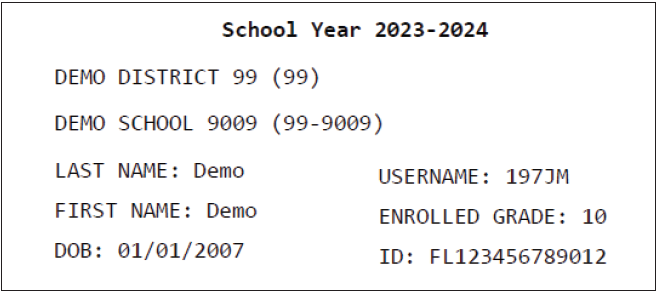 School Year 2023-2024
DEMO DISTRICT 99 (99)
DEMO SCHOOL 9009 (99-9009)
LAST NAME: Demo
FIRST NAME: Demo
DOB: 01/01/2007
USERNAME: 197JM
ENROLLED GRADE: 10
ID: FL123456789012